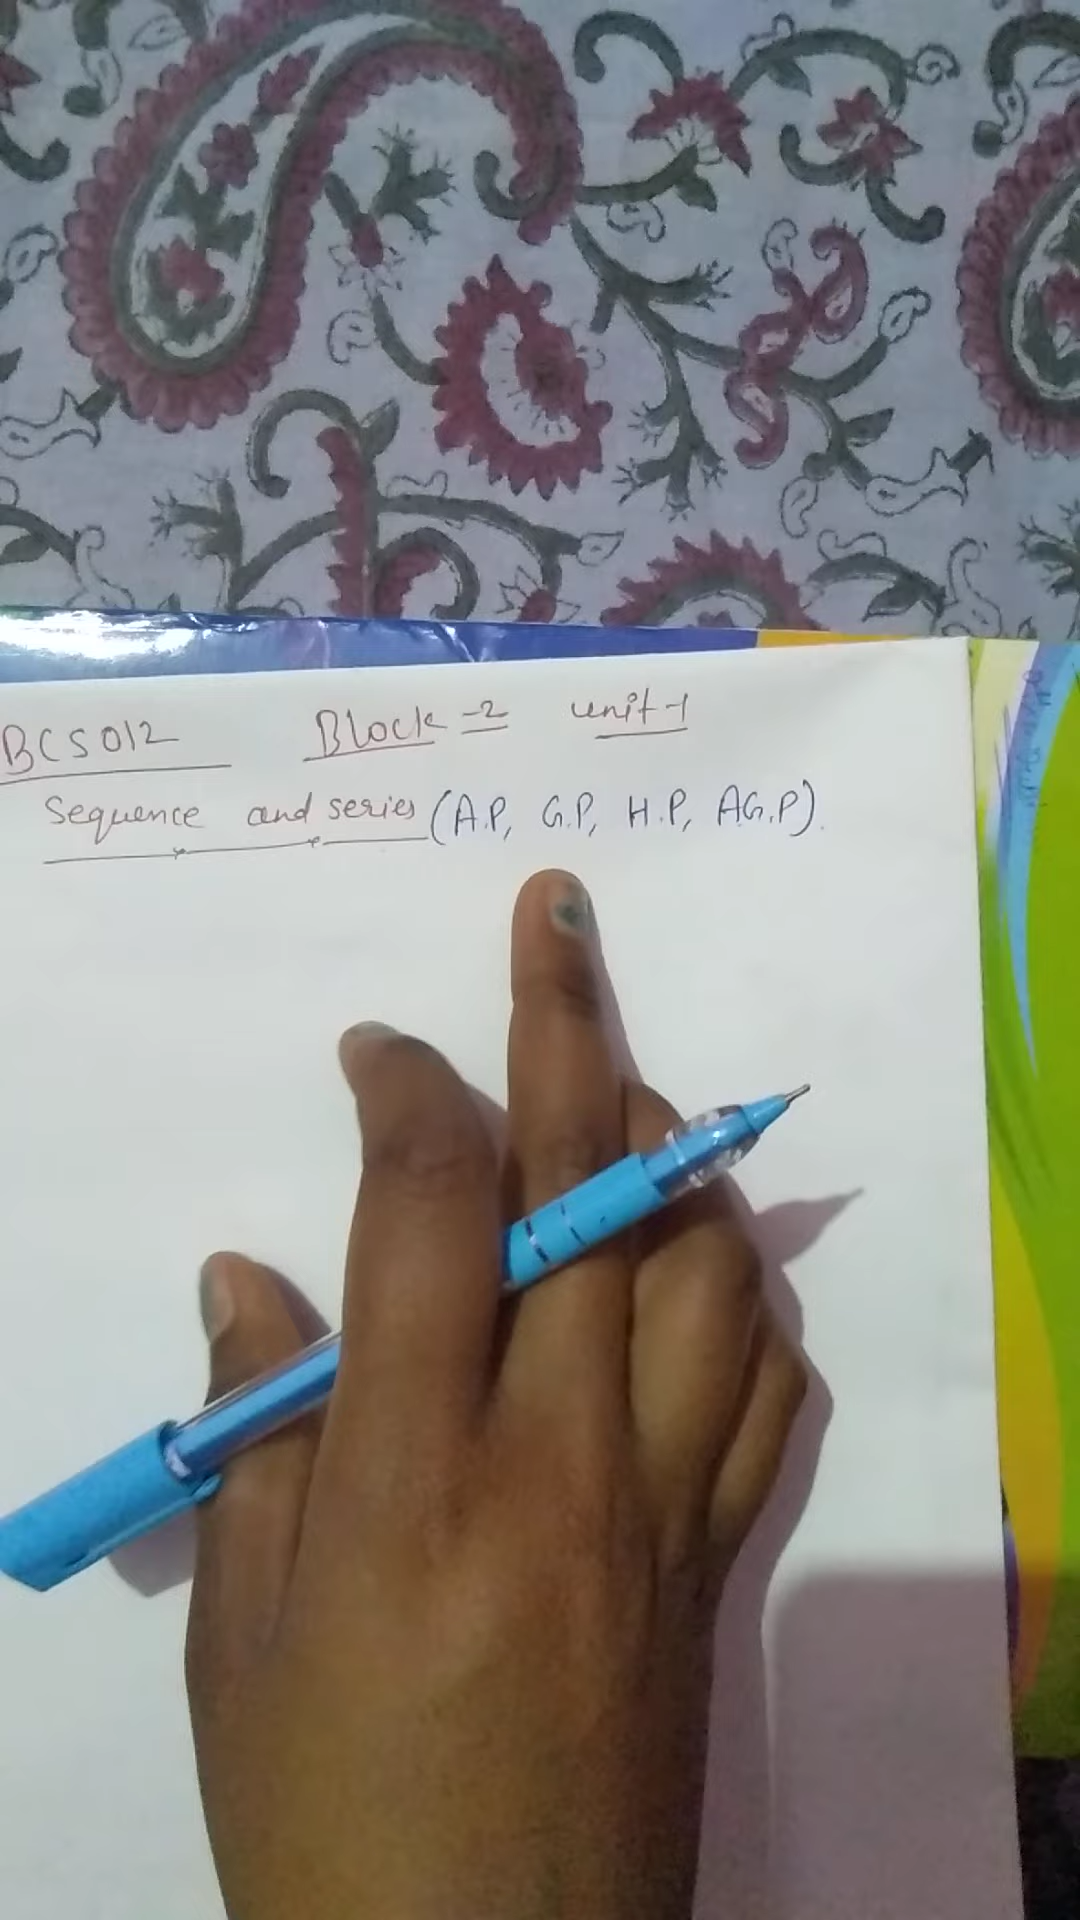 BCS012 Block-2 unit-1
Sequence and series (A.P, G.P, H.P, AG.P).